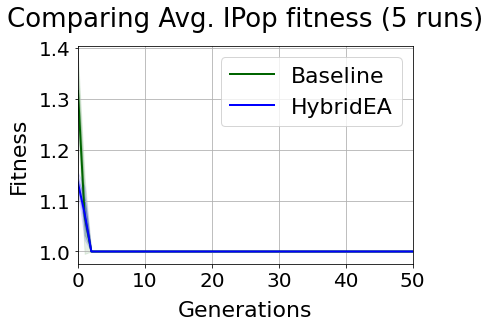 Comparing Avg. IPop fitness (5 runs)
1.4
1.3
1.2
1.1
1.0
Fitness
Baseline
HybridEA
0 10 20 30 40 50
Generations